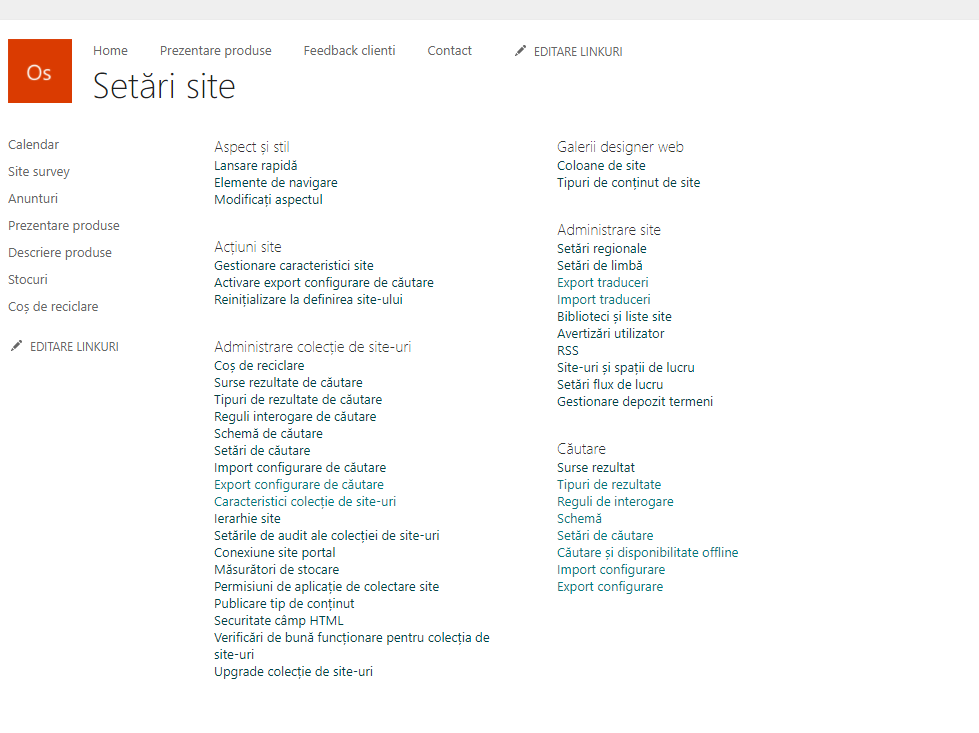 Os
Home Prezentare produse Feedback clienti Contact EDITARE LINKURI
Setări site
Calendar
Site survey
Anunturi
Prezentare produse
Descriere produse
Stocuri
Coș de reciclare
EDITARE LINKURI
Aspect și stil
Lansare rapidă
Elemente de navigare
Modificați aspectul
Acțiuni site
Gestionare caracteristici site
Activare export configurare de căutare
Reinițializare la definirea site-ului
Administrare colecție de site-uri
Coș de reciclare
Surse rezultate de căutare
Tipuri de rezultate de căutare
Reguli interogare de căutare
Schemă de căutare
Setări de căutare
Import configurare de căutare
Export configurare de căutare
Caracteristici colecție de site-uri
Ierarhie site
Setările de audit ale colecției de site-uri
Conexiune site portal
Măsurători de stocare
Permisiuni de aplicație de colectare site
Publicare tip de conținut
Securitate câmp HTML
Verificări de bună funcționare pentru colecția de
site-uri
Upgrade colecție de site-uri
Galerii designer web
Coloane de site
Tipuri de conținut de site
Administrare site
Setări regionale
Setări de limbă
Export traduceri
Import traduceri
Biblioteci și liste site
Avertizări utilizator
RSS
Site-uri și spații de lucru
Setări flux de lucru
Gestionare depozit termeni
Căutare
Surse rezultat
Tipuri de rezultate
Reguli de interogare
Schemă
Setări de căutare
Căutare și disponibilitate offline
Import configurare
Export configurare